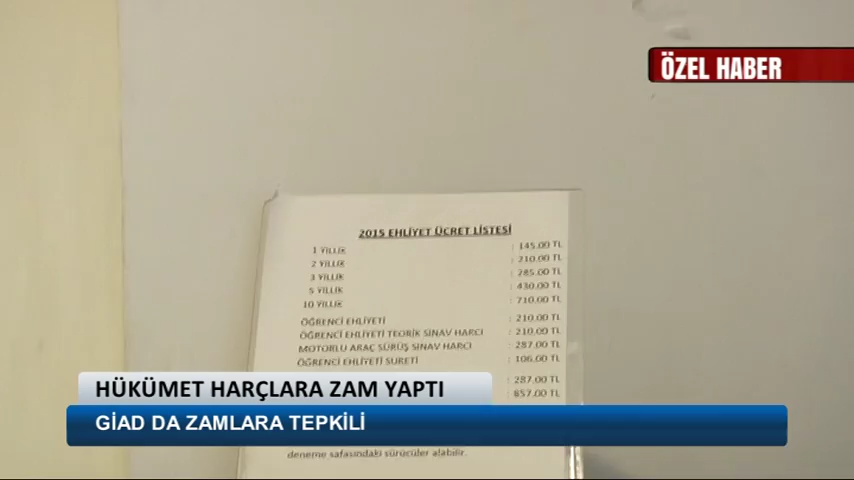 ÖZEL HABER
2015 EHLİYET ÜCRET LİSTESİ
1 YILLIK : 145.00 TL
2 YILLIK : 210.00 TL
3 YILLIK : 285.00 TL
5 YILLIK : 430.00 TL
10 YILLIK : 710.00 TL
ÖĞRENCİ EHLİYETİ : 210.00 TL
ÖĞRENCİ EHLİYETİ TEORİK SINAV HARCI : 210.00 TL
MOTORLU ARAÇ SÜRÜŞ SINAV HARCI : 287.00 TL
ÖĞRENCİ EHLİYETİ SURETİ : 106.00 TL
: 287.00 TL
: 857.00 TL
HÜKÜMET HARÇLARA ZAM YAPTI
GİAD DA ZAMLARA TEPKİLİ
deneme safasındaki sürücüler alabilir.